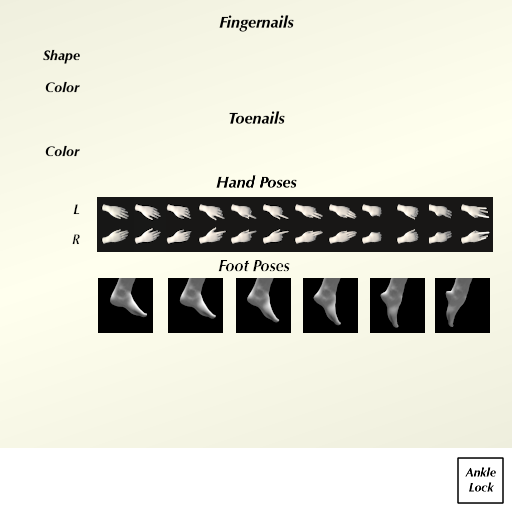 Fingernails
Shape
Color
Toenails
Color
Hand Poses
L
R
Foot Poses
Ankle
Lock